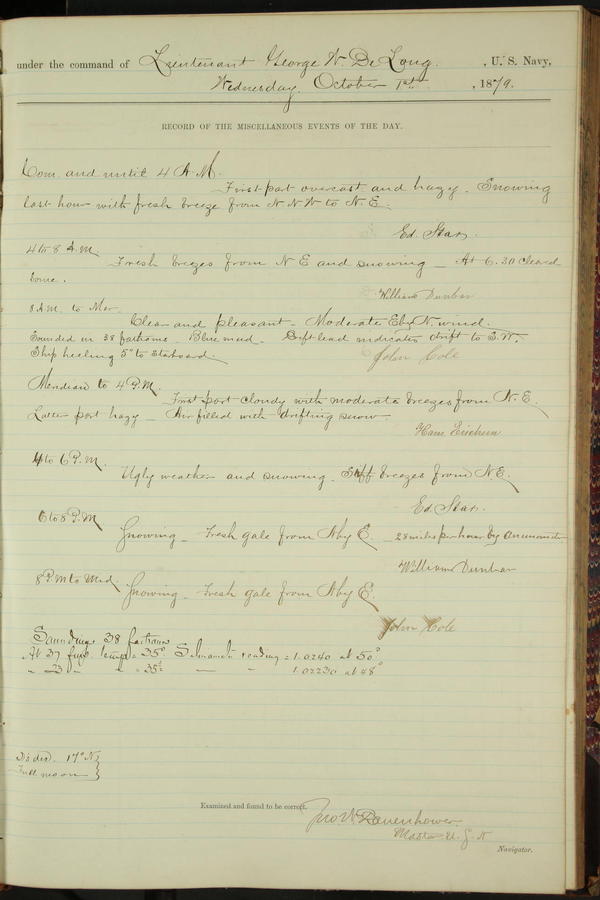 under the command of Lieutenant George W. De Long. , U. S. Navy,
Wednesday, October 1st , 1879.
RECORD OF THE MISCELLANEOUS EVENTS OF THE DAY.
Com. and until 4 A.M.
First part overcast and hazy. Snowing
last hour with fresh breeze from N N W to N E.
Ed. Star.
4 to 8 A.M.
Fresh breezes from N E and snowing — At 6.30 cleared
some.
William Dunbar
8 A.M. to Mer.
Clear and pleasant. Moderate E by N. wind.
Sounded in 38 fathoms. Blue mud. Drift lead indicates drift to S.W.
Ship heeling 5° to starboard.
John Cole
Meridian to 4 P.M.
First part cloudy with moderate breezes from N. E.
Latter part hazy — Air filled with drifting snow.
Hans Erichsen
4 to 6 P.M.
Ugly weather and snowing. Stiff breezes from N.E.
Ed. Star.
6 to 8 P.M
Snowing — Fresh gale from N by E. — 28 miles per hour by anemometer
William Dunbar
8 P.M to Mid.
Snowing — Fresh gale from N by E.
John Cole
Soundings 38 fathoms
At 37 fms. temp = 35° Salinometer reading = 1.0240 at 50°
" 23 " " = 35° — — 1.02230 at 48°
17° N
Full moon
Examined and found to be correct.
Jno W. Danenhower
Master U.S.N
Navigator.